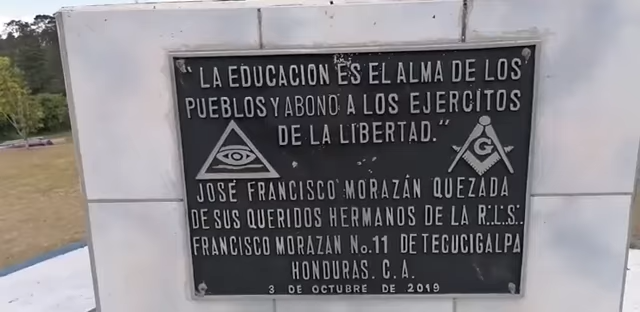 "LA EDUCACION ES EL ALMA DE LOS
PUEBLOS Y ABONO A LOS EJERCITOS
DE LA LIBERTAD."
G
JOSÉ FRANCISCO MORAZÁN QUEZADA
DE SUS QUERIDOS HERMANOS DE LA R∴L∴S∴
FRANCISCO MORAZAN No. 11 DE TEGUCIGALPA
HONDURAS. C. A.
3 DE OCTUBRE DE 2019